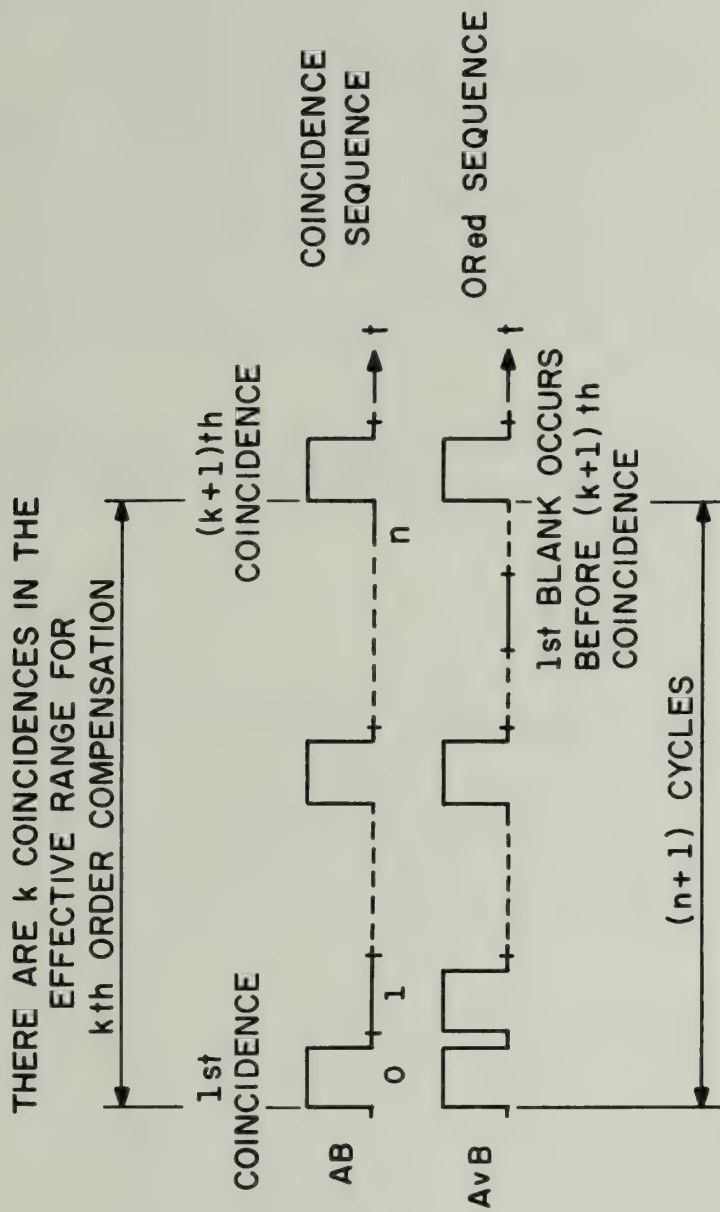 THERE ARE k COINCIDENCES IN THE
EFFECTIVE RANGE FOR
kth ORDER COMPENSATION
1st
COINCIDENCE
(k+1)th
COINCIDENCE
AB
0
1
n
t
COINCIDENCE
SEQUENCE
AvB
t
ORed SEQUENCE
1st BLANK OCCURS
BEFORE (k+1)th
COINCIDENCE
(n+1) CYCLES